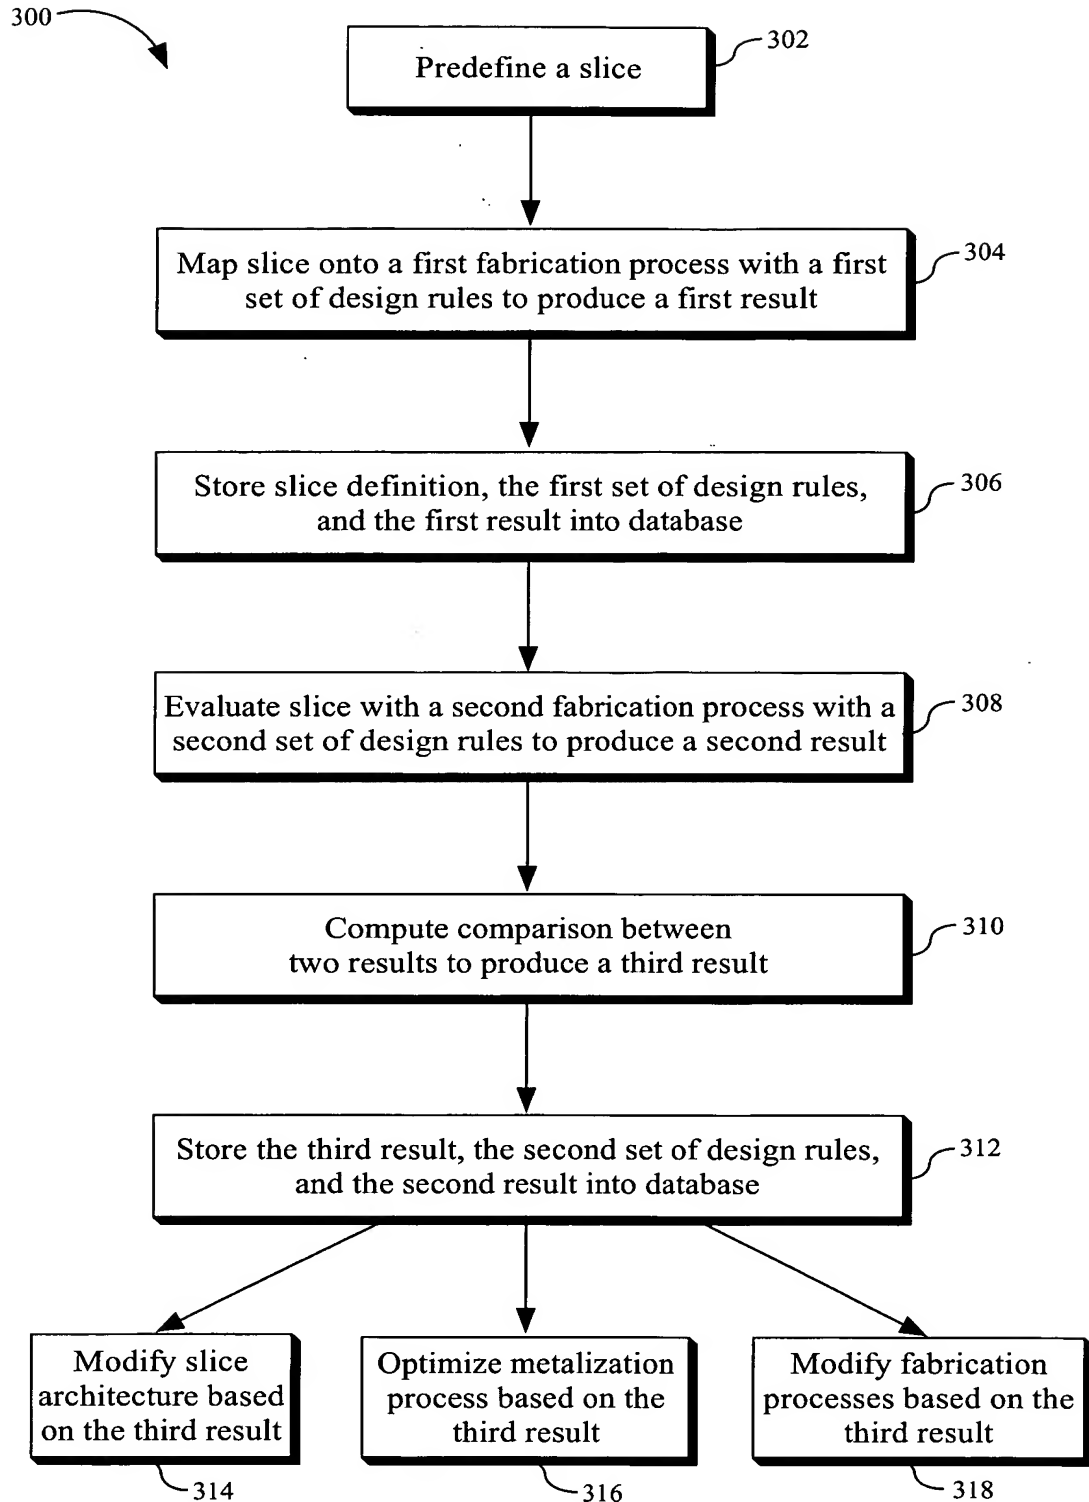 300
Predefine a slice
302
Map slice onto a first fabrication process with a first
set of design rules to produce a first result
304
Store slice definition, the first set of design rules,
and the first result into database
306
Evaluate slice with a second fabrication process with a
second set of design rules to produce a second result
308
Compute comparison between
two results to produce a third result
310
Store the third result, the second set of design rules,
and the second result into database
312
Modify slice
architecture based
on the third result
314
Optimize metalization
process based on the
third result
316
Modify fabrication
processes based on the
third result
318